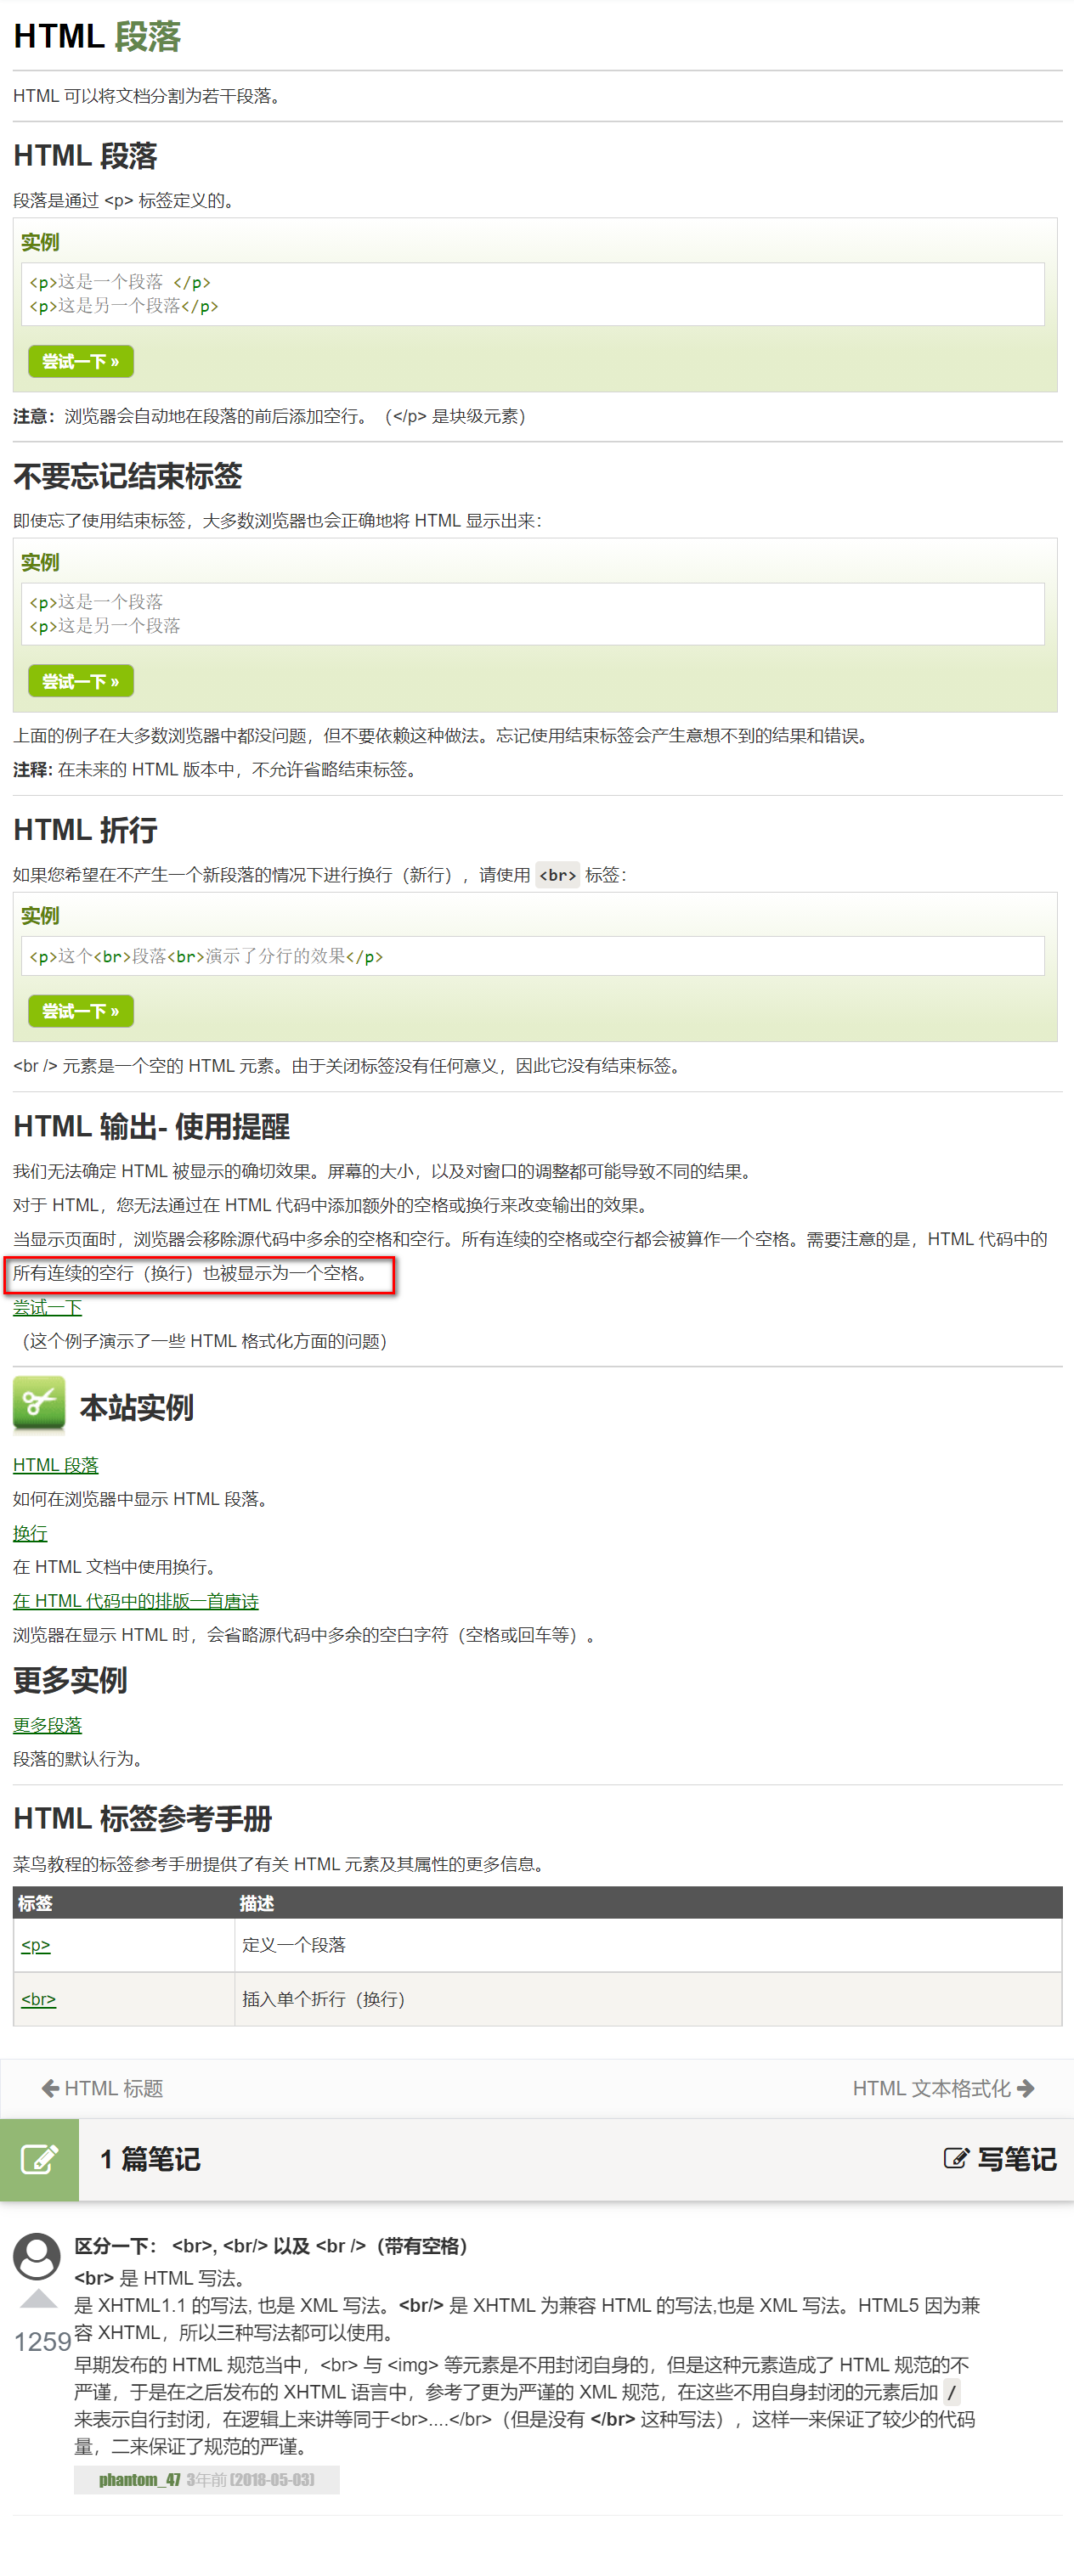 HTML 段落
HTML 可以将文档分割为若干段落。
HTML 段落
段落是通过 <p> 标签定义的。
实例
<p>这是一个段落 </p>
<p>这是另一个段落</p>
尝试一下 »
注意：浏览器会自动地在段落的前后添加空行。（</p> 是块级元素）
不要忘记结束标签
即使忘了使用结束标签，大多数浏览器也会正确地将 HTML 显示出来：
实例
<p>这是一个段落
<p>这是另一个段落
尝试一下 »
上面的例子在大多数浏览器中都没问题，但不要依赖这种做法。忘记使用结束标签会产生意想不到的结果和错误。
注释: 在未来的 HTML 版本中，不允许省略结束标签。
HTML 折行
如果您希望在不产生一个新段落的情况下进行换行（新行），请使用 <br> 标签：
实例
<p>这个<br>段落<br>演示了分行的效果</p>
尝试一下 »
<br /> 元素是一个空的 HTML 元素。由于关闭标签没有任何意义，因此它没有结束标签。
HTML 输出- 使用提醒
我们无法确定 HTML 被显示的确切效果。屏幕的大小，以及对窗口的调整都可能导致不同的结果。
对于 HTML，您无法通过在 HTML 代码中添加额外的空格或换行来改变输出的效果。
当显示页面时，浏览器会移除源代码中多余的空格和空行。所有连续的空格或空行都会被算作一个空格。需要注意的是，HTML 代码中的
所有连续的空行（换行）也被显示为一个空格。
尝试一下
（这个例子演示了一些 HTML 格式化方面的问题）
本站实例
HTML 段落
如何在浏览器中显示 HTML 段落。
换行
在 HTML 文档中使用换行。
在 HTML 代码中的排版一首唐诗
浏览器在显示 HTML 时，会省略源代码中多余的空白字符（空格或回车等）。
更多实例
更多段落
段落的默认行为。
HTML 标签参考手册
菜鸟教程的标签参考手册提供了有关 HTML 元素及其属性的更多信息。
标签 描述
<p> 定义一个段落
<br> 插入单个折行（换行）
HTML 标题 HTML 文本格式化
1 篇笔记 写笔记
区分一下： <br>, <br/> 以及 <br />（带有空格）
<br> 是 HTML 写法。
是 XHTML1.1 的写法, 也是 XML 写法。<br/> 是 XHTML 为兼容 HTML 的写法,也是 XML 写法。HTML5 因为兼
容 XHTML，所以三种写法都可以使用。
1259
早期发布的 HTML 规范当中，<br> 与 <img> 等元素是不用封闭自身的，但是这种元素造成了 HTML 规范的不
严谨，于是在之后发布的 XHTML 语言中，参考了更为严谨的 XML 规范，在这些不用自身封闭的元素后加 /
来表示自行封闭，在逻辑上来讲等同于<br>....</br>（但是没有 </br> 这种写法），这样一来保证了较少的代码
量，二来保证了规范的严谨。
phantom_47 3年前 (2018-05-03)